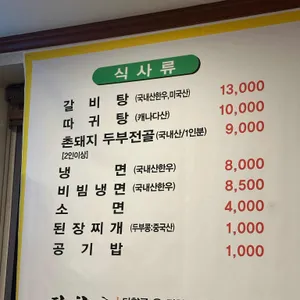 식사류
갈비탕 (국내산한우,미국산) 13,000
따귀탕 (캐나다산) 10,000
촌돼지 두부전골 (국내산/1인분) 9,000
[2인이상]
냉면 (국내산한우) 8,000
비빔냉면 (국내산한우) 8,500
소면 4,000
된장찌개 (두부콩:중국산) 1,000
공기밥 1,000